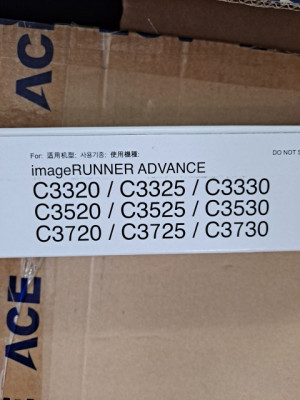 ACE
For: 适用机型: 사용기종: 使用機種:
DO NOT S
imageRUNNER ADVANCE
C3320 / C3325 / C3330
C3520 / C3525 / C3530
C3720 / C3725 / C3730
ACE